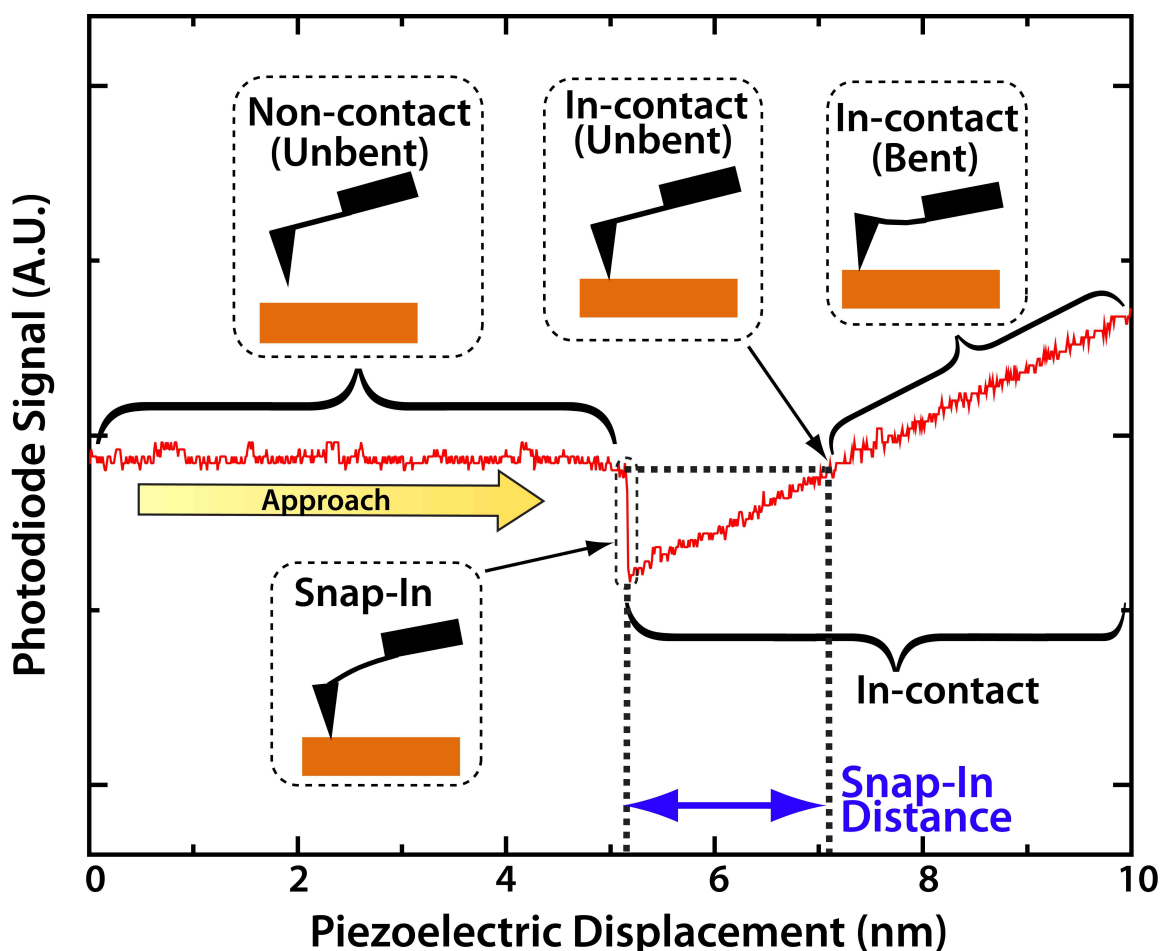 Non-contact
(Unbent)
In-contact
(Unbent)
In-contact
(Bent)
Photodiode Signal (A.U.)
Approach
Snap-In
In-contact
Snap-In
Distance
0 2 4 6 8 10
Piezoelectric Displacement (nm)